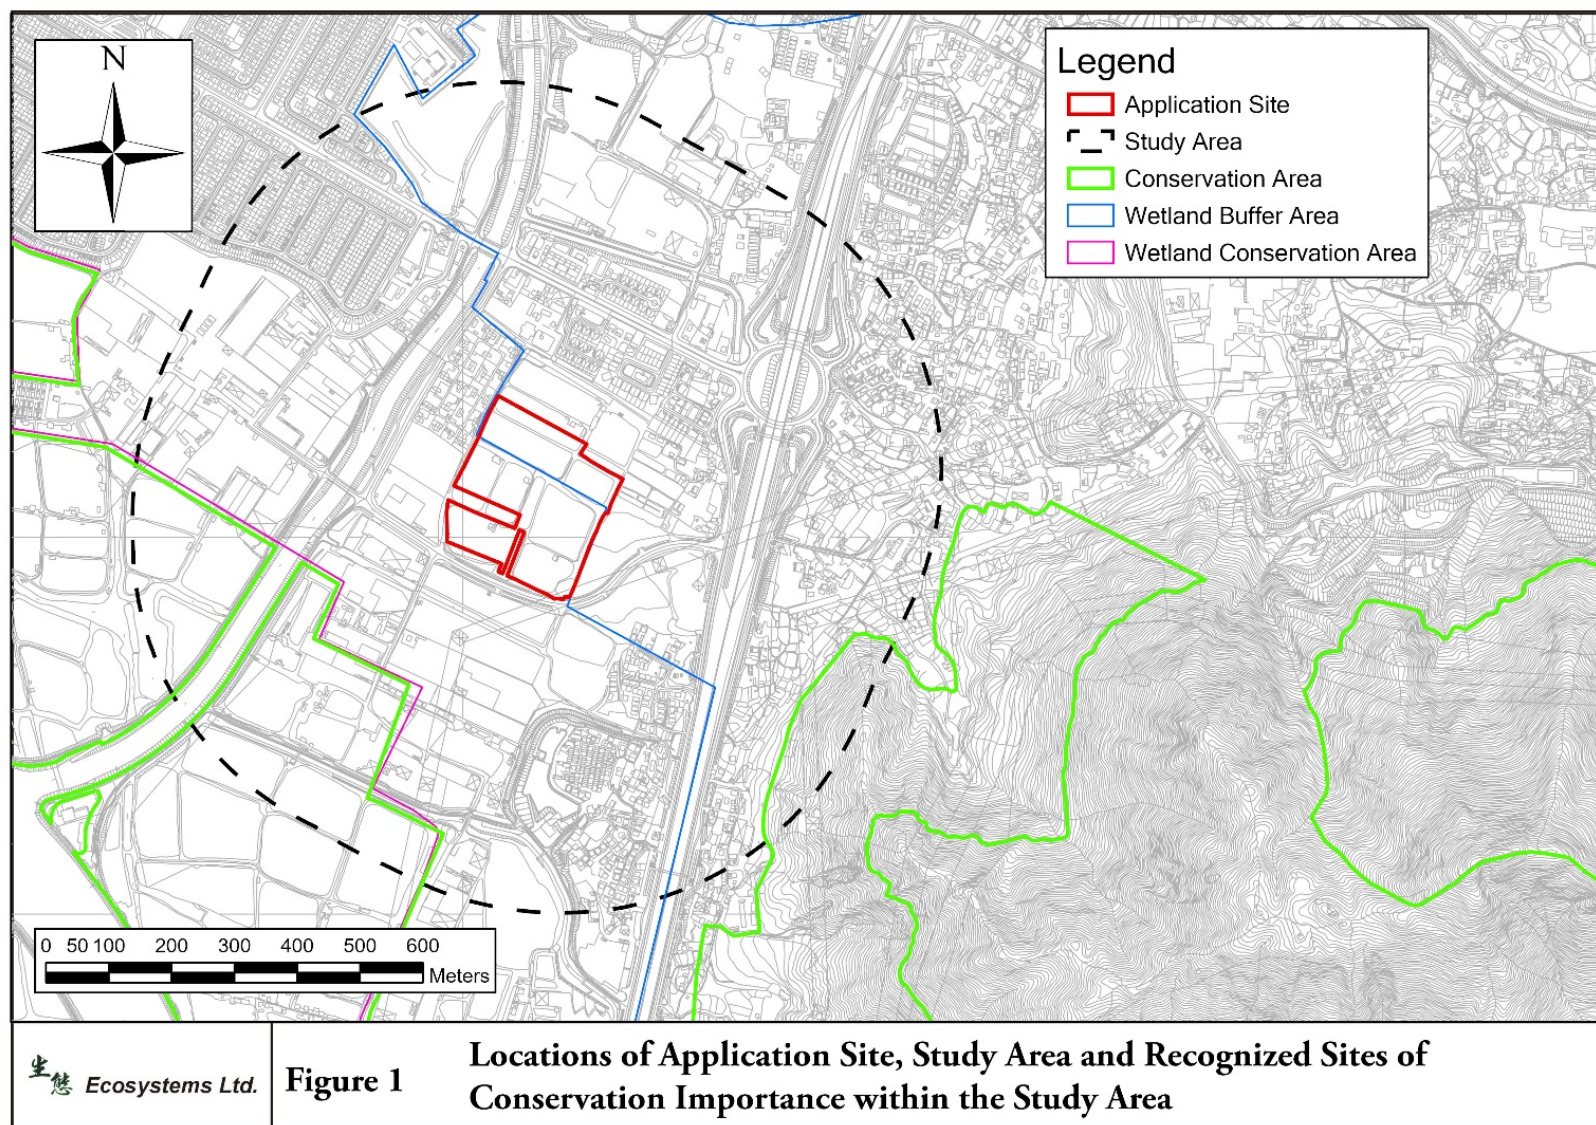 N
Legend
Application Site
Study Area
Conservation Area
Wetland Buffer Area
Wetland Conservation Area
0 50 100 200 300 400 500 600
Meters
生態 Ecosystems Ltd.
Figure 1
Locations of Application Site, Study Area and Recognized Sites of
Conservation Importance within the Study Area